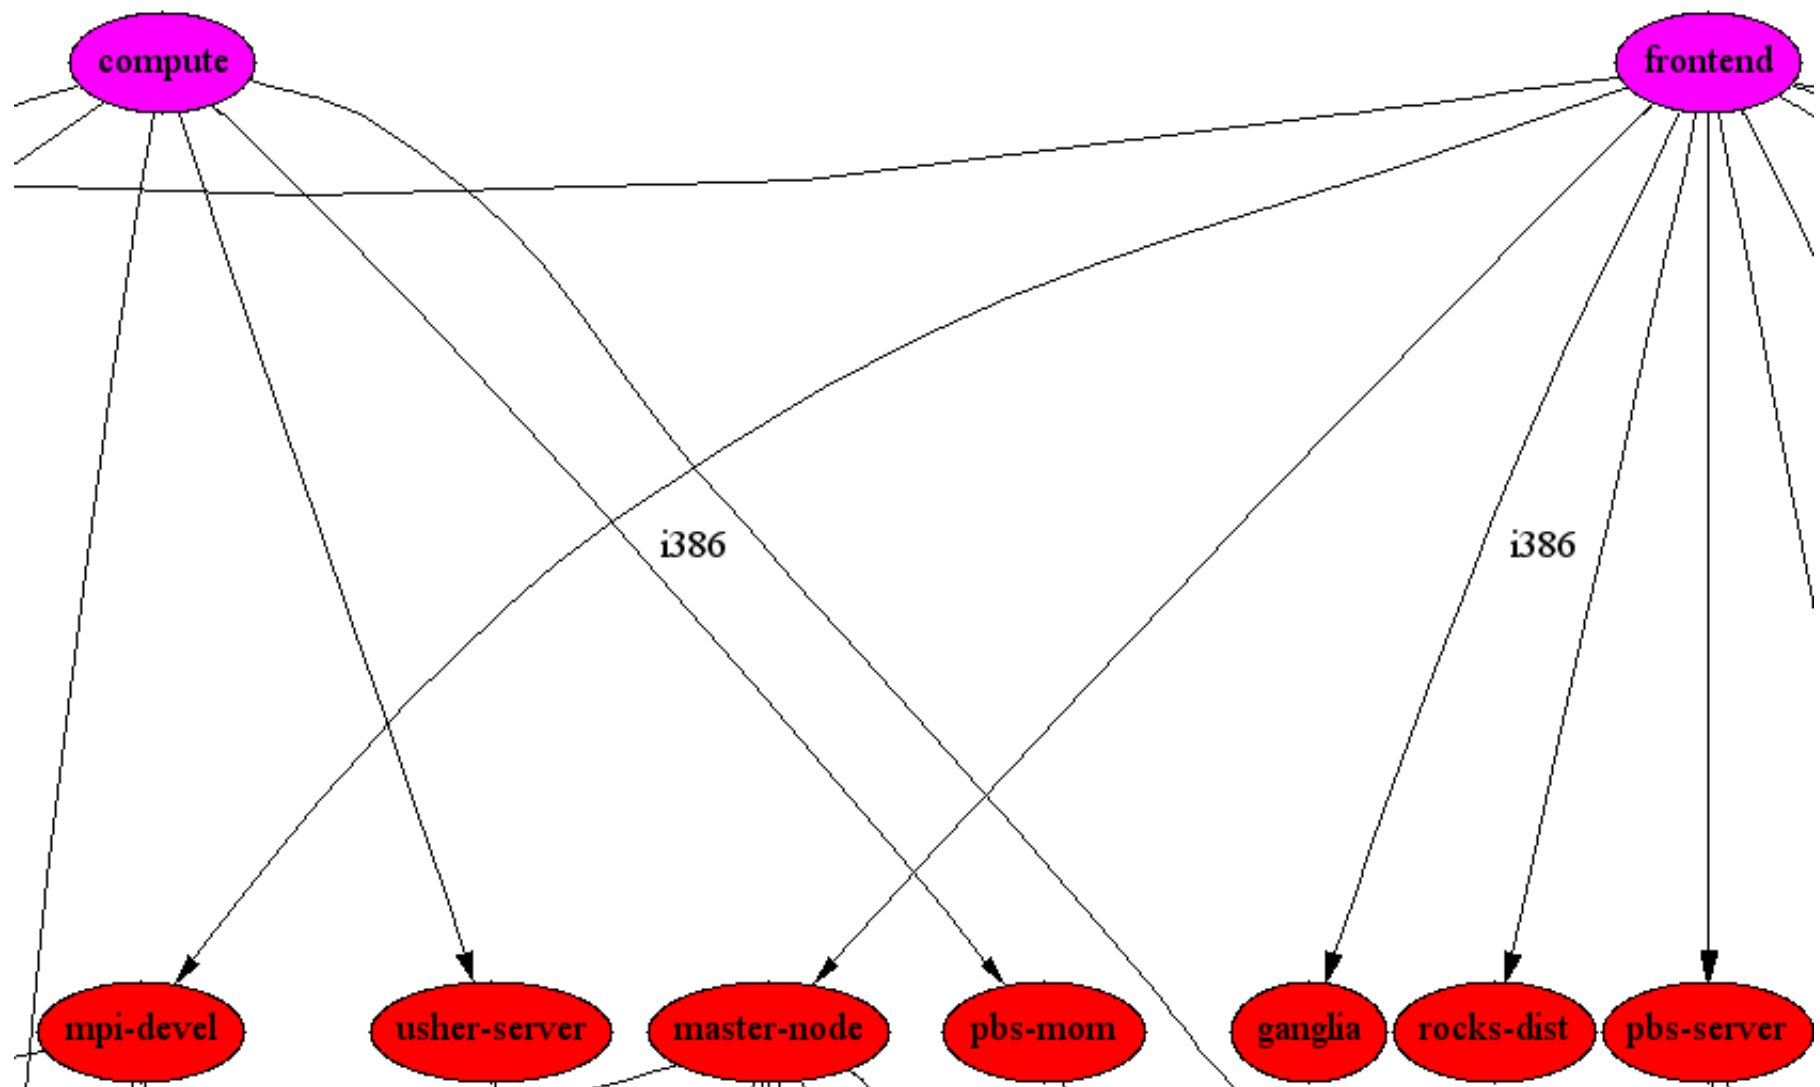 compute
frontend
i386
i386
mpi-devel
usher-server
master-node
pbs-mom
ganglia
rocks-dist
pbs-server